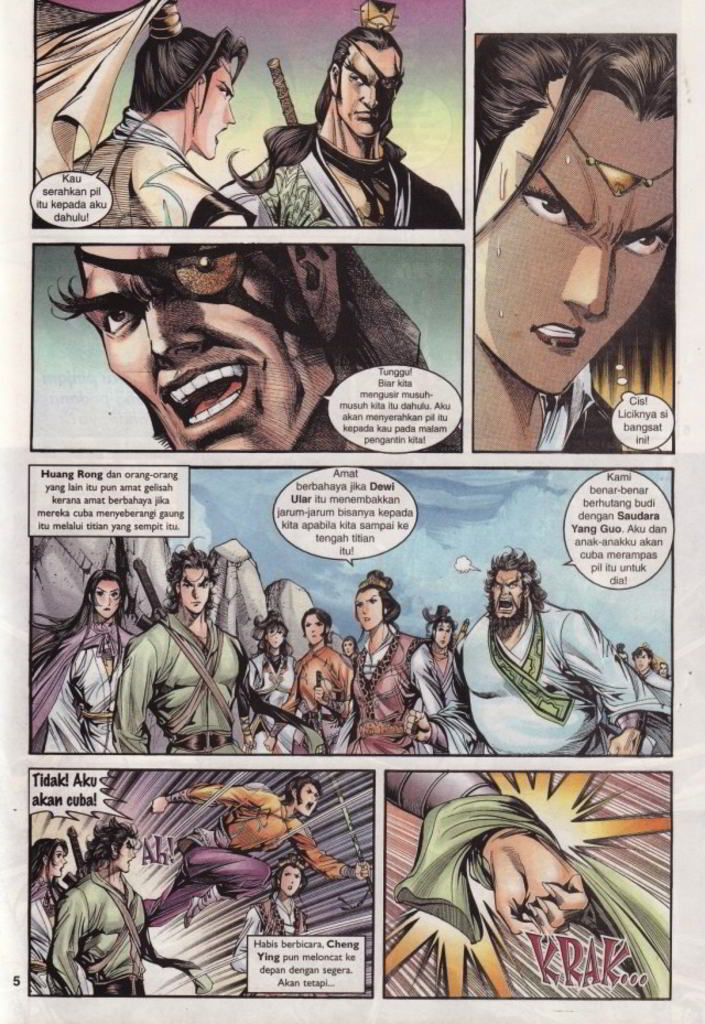 Kau
serahkan pil
itu kepada aku
dahulu!
Cis!
Liciknya si
bangsat
ini!
Tunggu!
Biar kita
mengusir musuh-
musuh kita itu dahulu. Aku
akan menyerahkan pil itu
kepada kau pada malam
pengantin kita!
Huang Rong dan orang-orang
yang lain itu pun amat gelisah
kerana amat berbahaya jika
mereka cuba menyeberangi gaung
itu melalui titian yang sempit itu.
Amat
berbahaya jika Dewi
Ular itu menembakkan
jarum-jarum bisanya kepada
kita apabila kita sampai ke
tengah titian
itu!
Kami
benar-benar
berhutang budi
dengan Saudara
Yang Guo. Aku dan
anak-anakku akan
cuba merampas
pil itu untuk
dia!
Tidak! Aku
akan cuba!
AH!
Habis berbicara, Cheng
Ying pun meloncat ke
depan dengan segera.
Akan tetapi...
KRAK...
5